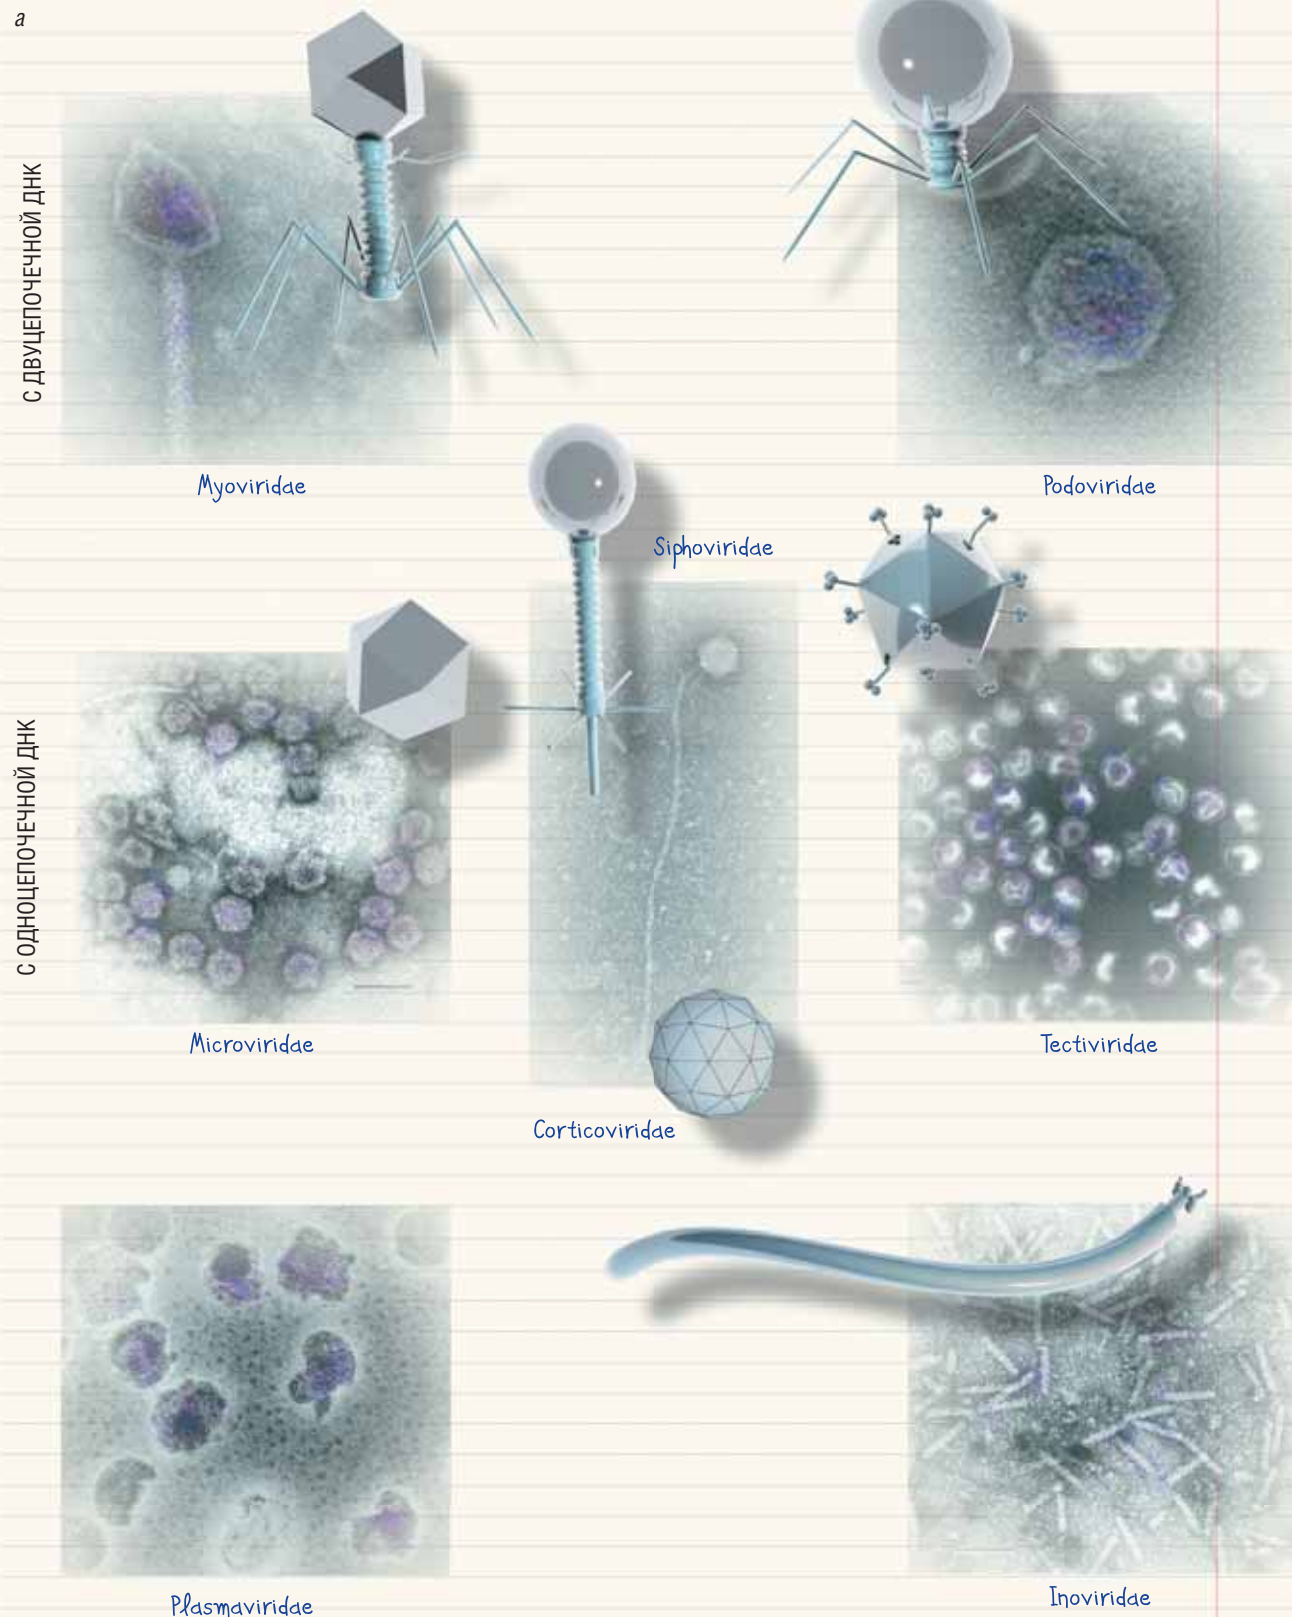 a
С ДВУЦЕПОЧЕЧНОЙ ДНК
Myoviridae
Podoviridae
Siphoviridae
С ОДНОЦЕПОЧЕЧНОЙ ДНК
Microviridae
Tectiviridae
Corticoviridae
Plasmaviridae
Inoviridae